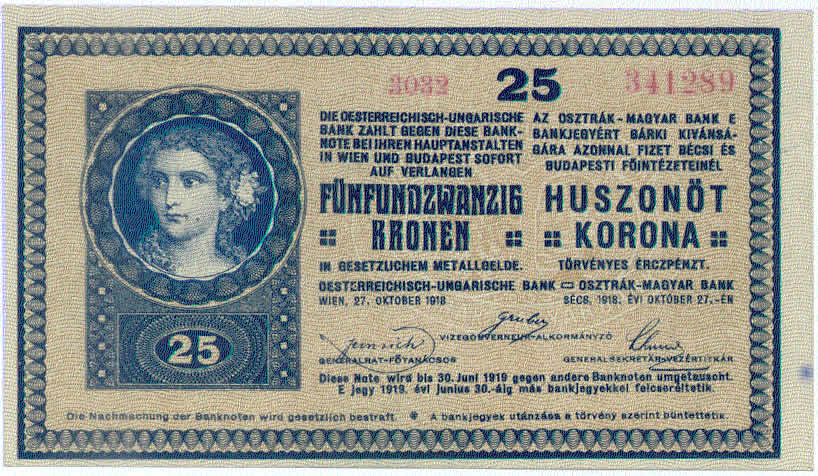 3032 25 341289
DIE OESTERREICHISCH-UNGARISCHE
BANK ZAHLT GEGEN DIESE BANK-
NOTE BEI IHREN HAUPTANSTALTEN
IN WIEN UND BUDAPEST SOFORT
AUF VERLANGEN
FÜNFUNDZWANZIG
KRONEN
IN GESETZLICHEM METALLGELDE.
AZ OSZTRÁK-MAGYAR BANK E
BANKJEGYÉRT BÁRKI KIVÁNSÁ-
GÁRA AZONNAL FIZET BÉCSI ÉS
BUDAPESTI FŐINTÉZETEINÉL
HUSZONÖT
KORONA
TÖRVÉNYES ÉRCZPÉNZT.
OESTERREICHISCH-UNGARISCHE BANK OSZTRÁK-MAGYAR BANK
WIEN, 27. OKTOBER 1918 BÉCS, 1918. ÉVI OKTÓBER 27.-ÉN
Gruber
VIZEGOUVERNEUR-ALKORMÁNYZÓ
GENERALRAT-FŐTANÁCSOS GENERALSEKRETÄR-VEZÉRTITKÁR
25
Diese Note wird bis 30. Juni 1919 gegen andere Banknoten umgetauscht.
E jegy 1919. évi junius 30.-áig más bankjegyekkel felcseréltetik.
Die Nachmachung der Banknoten wird gesetzlich bestraft. * A bankjegyek utánzása a törvény szerint büntettetik.